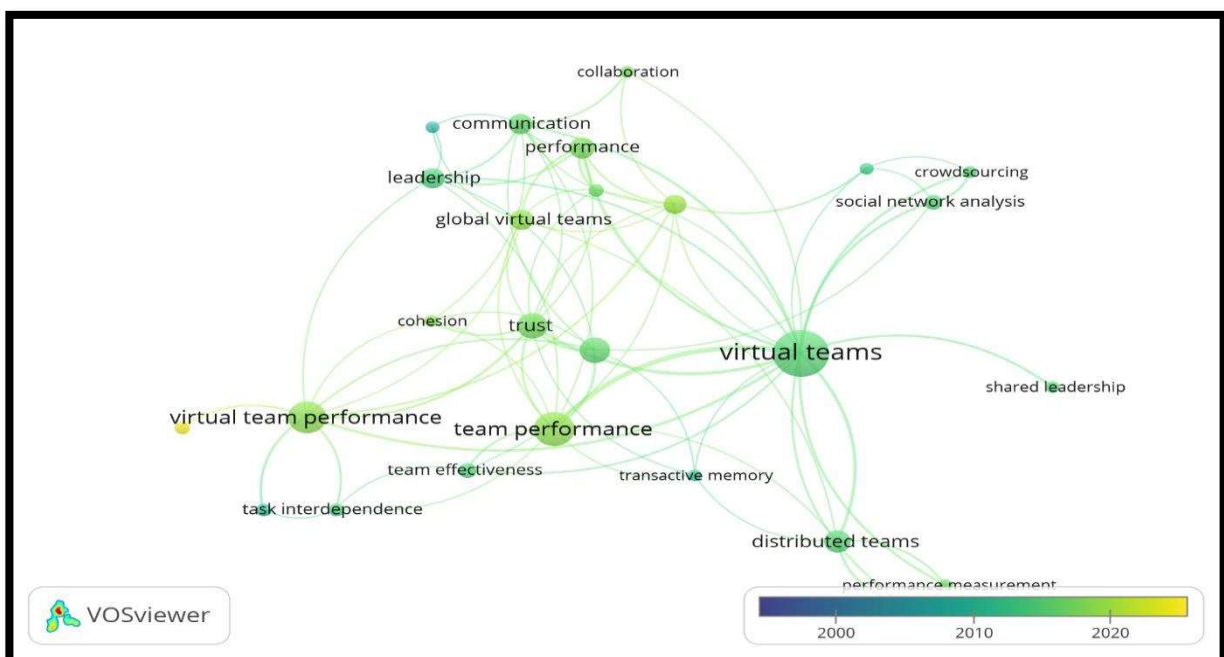 collaboration
communication
performance
leadership
crowdsourcing
social network analysis
global virtual teams
cohesion
trust
virtual teams
shared leadership
virtual team performance
team performance
team effectiveness
transactive memory
task interdependence
distributed teams
performance measurement
VOSviewer
2000 2010 2020